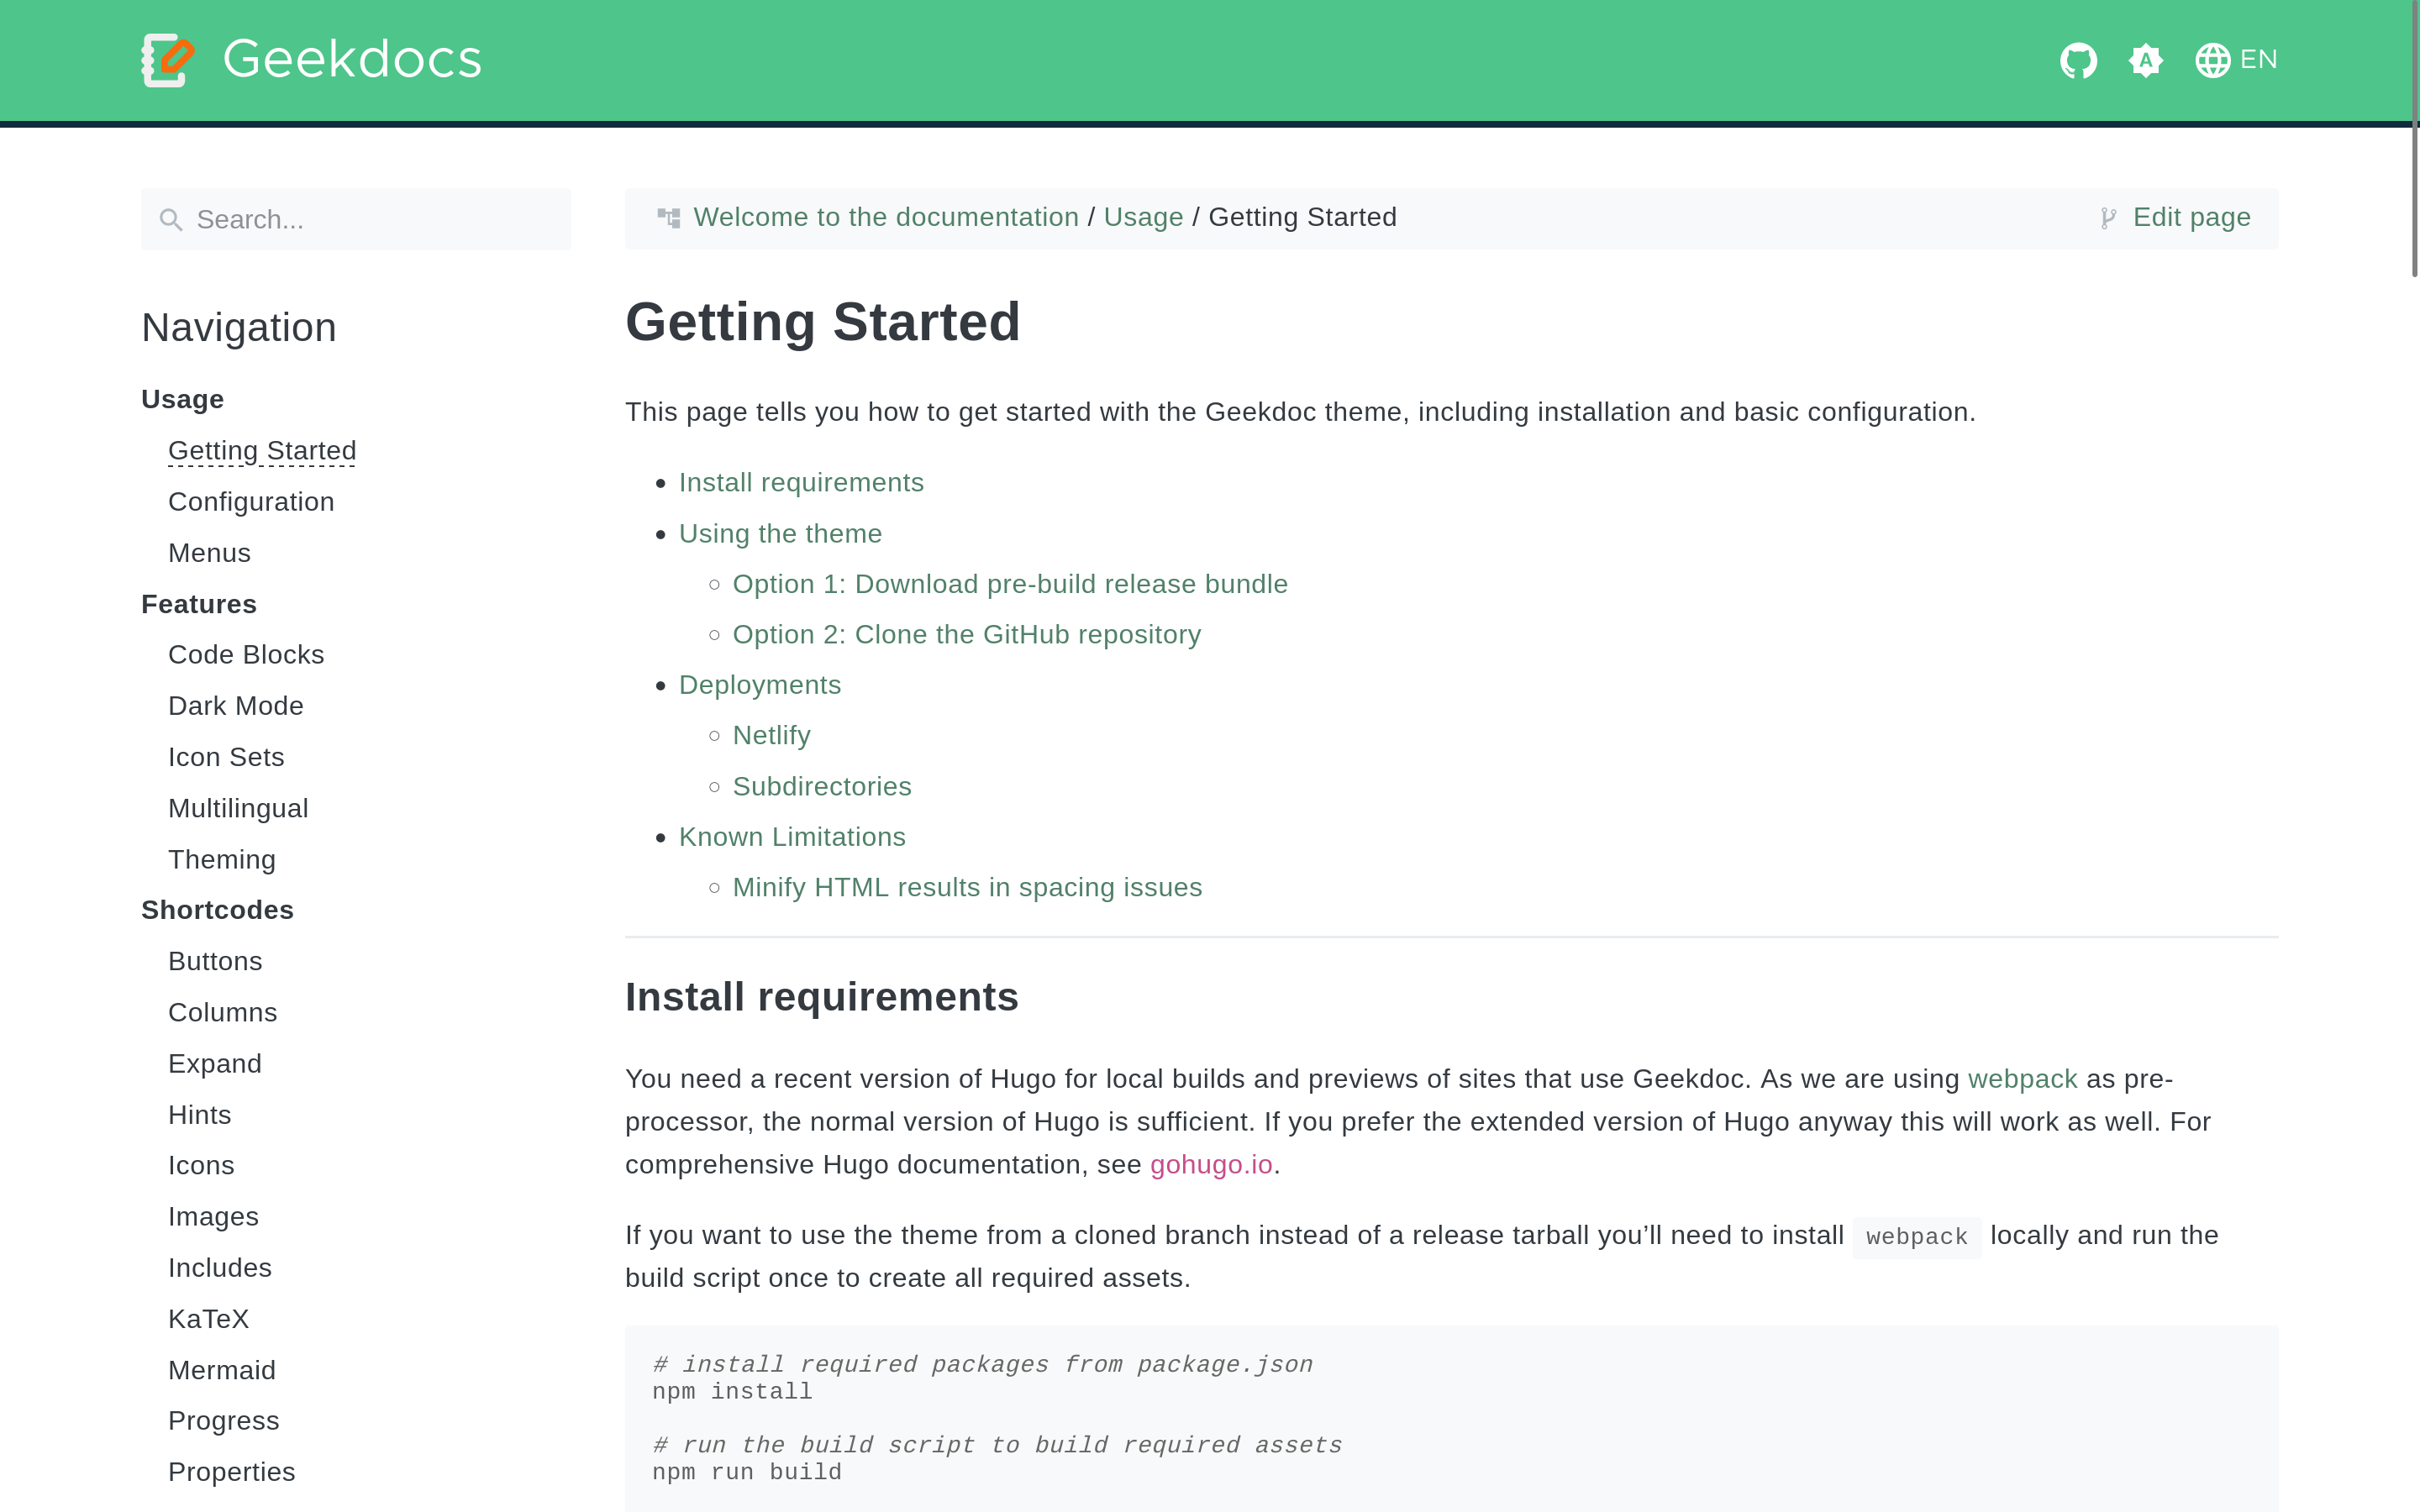 Geekdocs
A
EN
Search...
Welcome to the documentation / Usage / Getting Started
Edit page
Navigation
Usage
Getting Started
Configuration
Menus
Features
Code Blocks
Dark Mode
Icon Sets
Multilingual
Theming
Shortcodes
Buttons
Columns
Expand
Hints
Icons
Images
Includes
KaTeX
Mermaid
Progress
Properties
Getting Started
This page tells you how to get started with the Geekdoc theme, including installation and basic configuration.
Install requirements
Using the theme
Option 1: Download pre-build release bundle
Option 2: Clone the GitHub repository
Deployments
Netlify
Subdirectories
Known Limitations
Minify HTML results in spacing issues
Install requirements
You need a recent version of Hugo for local builds and previews of sites that use Geekdoc. As we are using webpack as pre-
processor, the normal version of Hugo is sufficient. If you prefer the extended version of Hugo anyway this will work as well. For
comprehensive Hugo documentation, see gohugo.io.
If you want to use the theme from a cloned branch instead of a release tarball you’ll need to install webpack locally and run the
build script once to create all required assets.
# install required packages from package.json
npm install
# run the build script to build required assets
npm run build